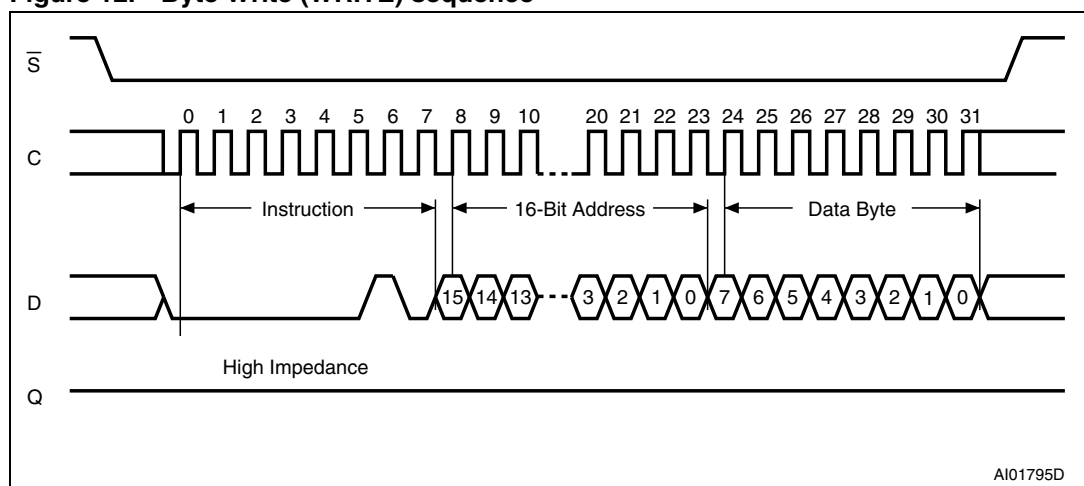 Figure 12. Byte Write (WRITE) sequence
S
0 1 2 3 4 5 6 7 8 9 10 20 21 22 23 24 25 26 27 28 29 30 31
C
Instruction 16-Bit Address Data Byte
D
15 14 13 3 2 1 0 7 6 5 4 3 2 1 0
High Impedance
Q
AI01795D